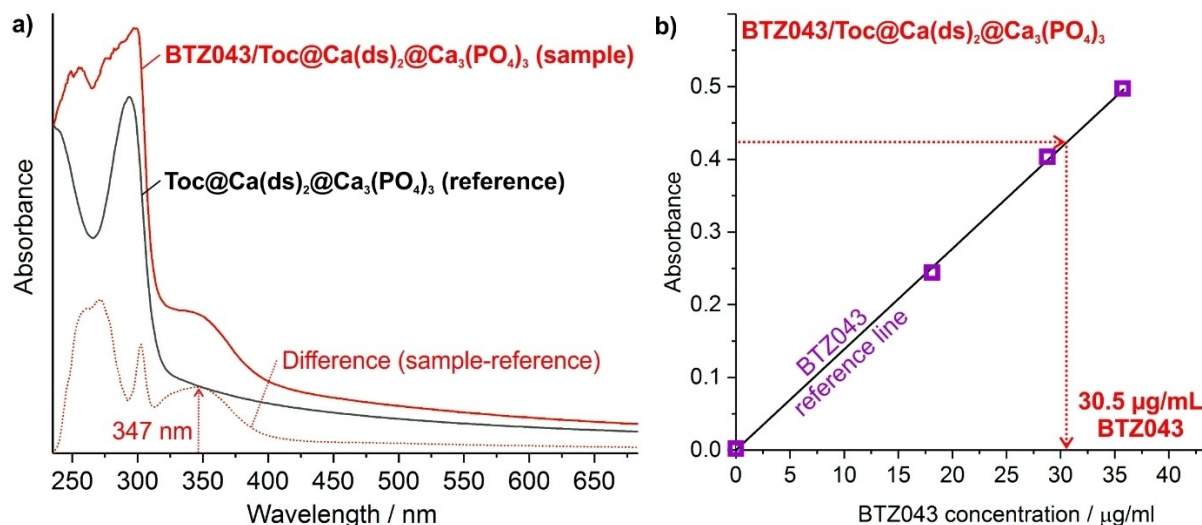 a)
BTZ043/Toc@Ca(ds)₂@Ca₃(PO₄)₃ (sample)
Toc@Ca(ds)₂@Ca₃(PO₄)₃ (reference)
Difference (sample-reference)
347 nm
Absorbance
250 300 350 400 450 500 550 600 650
Wavelength / nm
b)
BTZ043/Toc@Ca(ds)₂@Ca₃(PO₄)₃
0.5
0.4
0.3
0.2
0.1
0.0
Absorbance
BTZ043
reference line
30.5 µg/mL
BTZ043
0 5 10 15 20 25 30 35 40
BTZ043 concentration / µg/ml